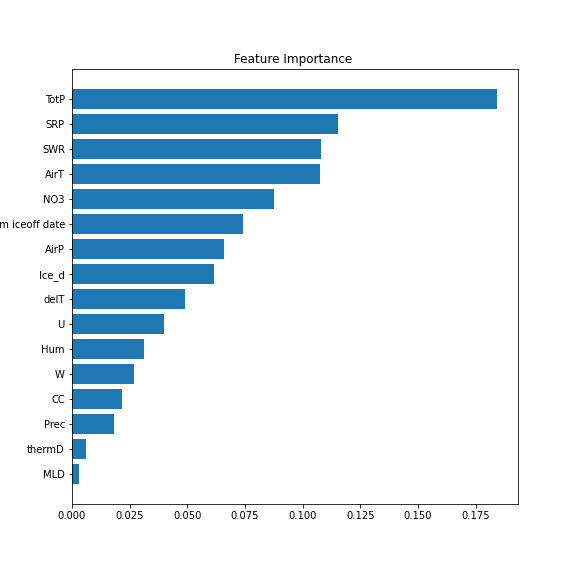 Feature Importance
TotP
SRP
SWR
AirT
NO3
m iceoff date
AirP
Ice_d
delT
U
Hum
W
CC
Prec
thermD
MLD
0.000 0.025 0.050 0.075 0.100 0.125 0.150 0.175